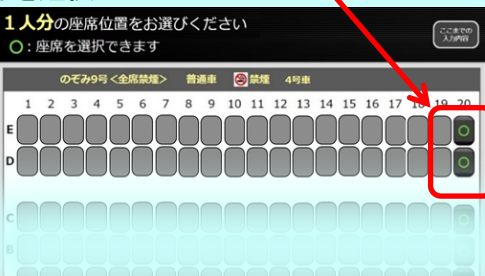 1人分の座席位置をお選びください
○：座席を選択できます
ここまでの
入力内容
のぞみ9号<全席禁煙> 普通車 禁煙 4号車
1 2 3 4 5 6 7 8 9 10 11 12 13 14 15 16 17 18 19 20
E ○
D ○
C
B